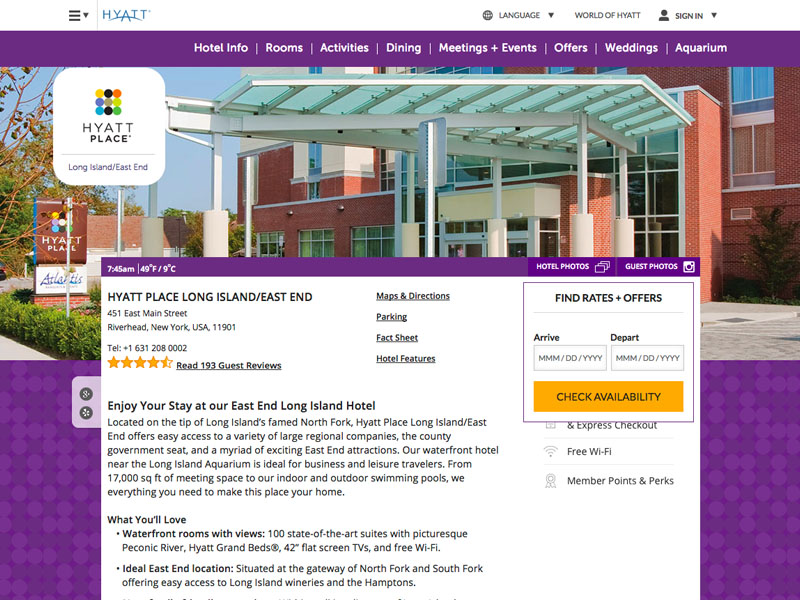 HYATT
LANGUAGE
WORLD OF HYATT
SIGN IN
Hotel Info | Rooms | Activities | Dining | Meetings + Events | Offers | Weddings | Aquarium
HYATT
PLACE
Long Island/East End
HYATT
PLACE
Atlantis
7:45am | 49°F / 9°C
HOTEL PHOTOS
GUEST PHOTOS
HYATT PLACE LONG ISLAND/EAST END
451 East Main Street
Riverhead, New York, USA, 11901
Tel: +1 631 208 0002
Read 193 Guest Reviews
Maps & Directions
Parking
Fact Sheet
Hotel Features
FIND RATES + OFFERS
Arrive
Depart
MMM / DD / YYYY
MMM / DD / YYYY
CHECK AVAILABILITY
& Express Checkout
Free Wi-Fi
Member Points & Perks
Enjoy Your Stay at our East End Long Island Hotel
Located on the tip of Long Island's famed North Fork, Hyatt Place Long Island/East
End offers easy access to a variety of large regional companies, the county
government seat, and a myriad of exciting East End attractions. Our waterfront hotel
near the Long Island Aquarium is ideal for business and leisure travelers. From
17,000 sq ft of meeting space to our indoor and outdoor swimming pools, we
everything you need to make this place your home.
What You'll Love
• Waterfront rooms with views: 100 state-of-the-art suites with picturesque
Peconic River, Hyatt Grand Beds®, 42" flat screen TVs, and free Wi-Fi.
• Ideal East End location: Situated at the gateway of North Fork and South Fork
offering easy access to Long Island wineries and the Hamptons.